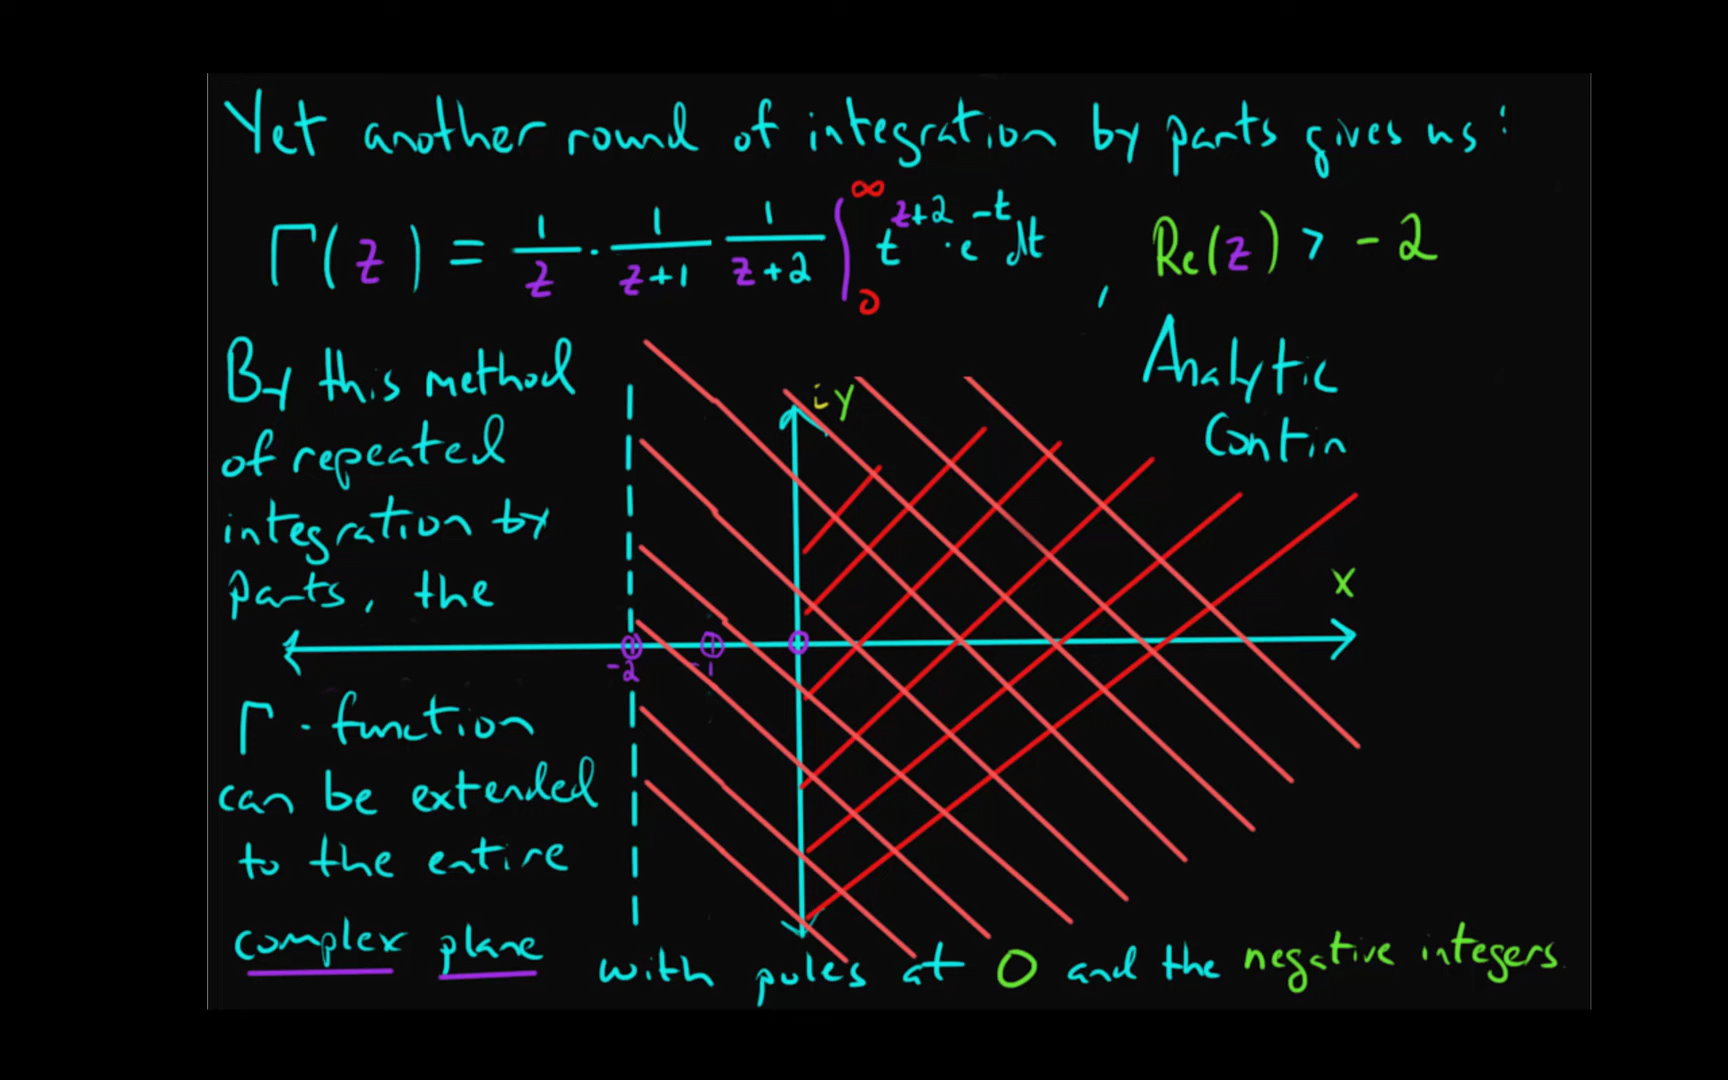 Yet another round of integration by parts gives us:
Γ(z) = 1/z · 1/(z+1) 1/(z+2) ∫₀^∞ t^(z+2) · e^(-t) dt , Re(z) > -2
Analytic
Contin
By this method
of repeated
integration by
parts, the
Γ-function
can be extended
to the entire
complex plane with poles at 0 and the negative integers.
iy
x
-2 -1